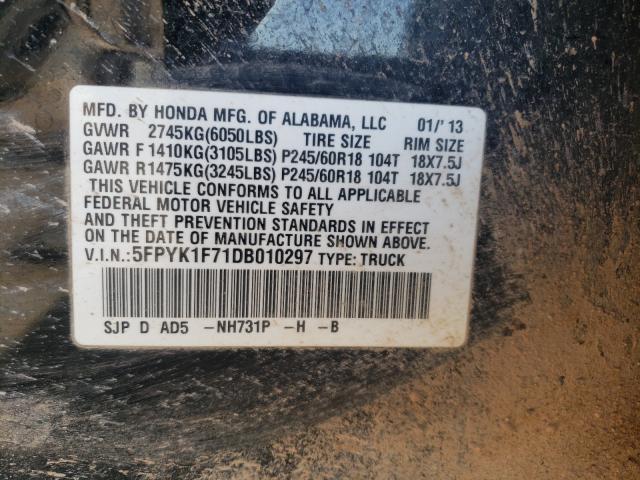 MFD. BY HONDA MFG. OF ALABAMA, LLC 01/'13
GVWR 2745KG(6050LBS) TIRE SIZE RIM SIZE
GAWR F 1410KG(3105LBS) P245/60R18 104T 18X7.5J
GAWR R1475KG(3245LBS) P245/60R18 104T 18X7.5J
THIS VEHICLE CONFORMS TO ALL APPLICABLE
FEDERAL MOTOR VEHICLE SAFETY
AND THEFT PREVENTION STANDARDS IN EFFECT
ON THE DATE OF MANUFACTURE SHOWN ABOVE.
V.I.N.:5FPYK1F71DB010297 TYPE: TRUCK
SJP D AD5 -NH731P -H -B